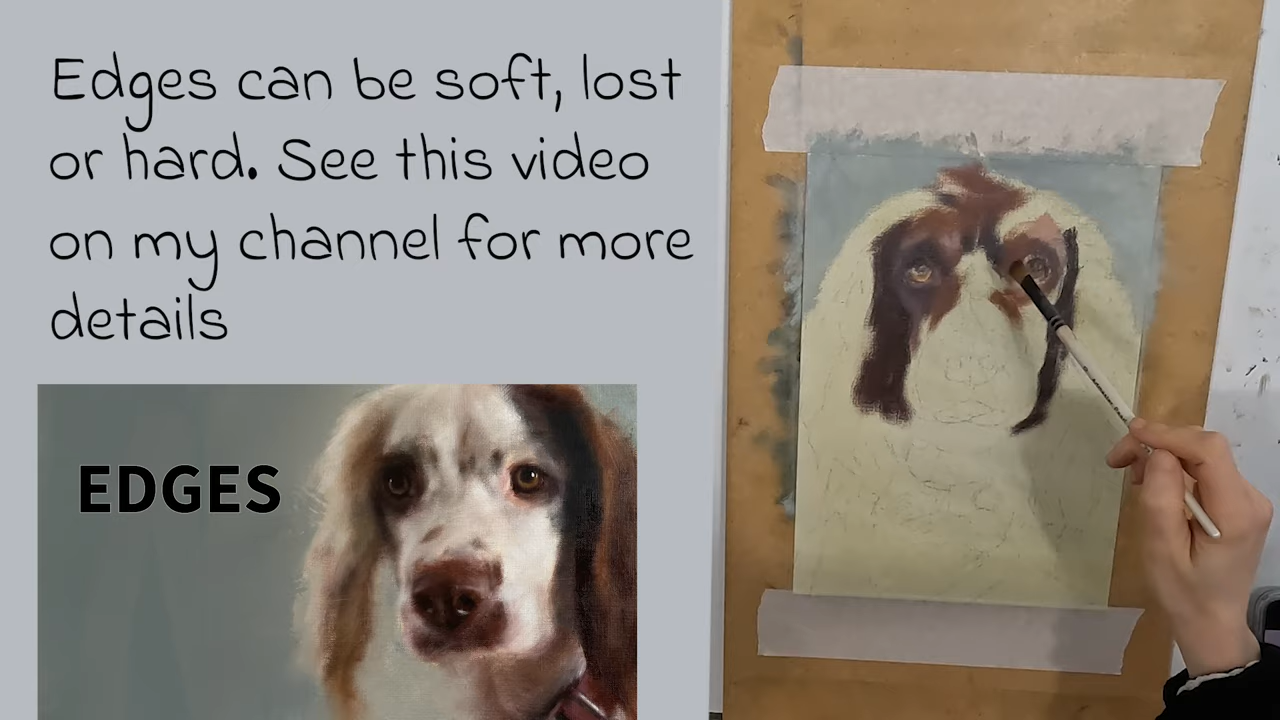 Edges can be soft, lost
or hard. See this video
on my channel for more
details
EDGES